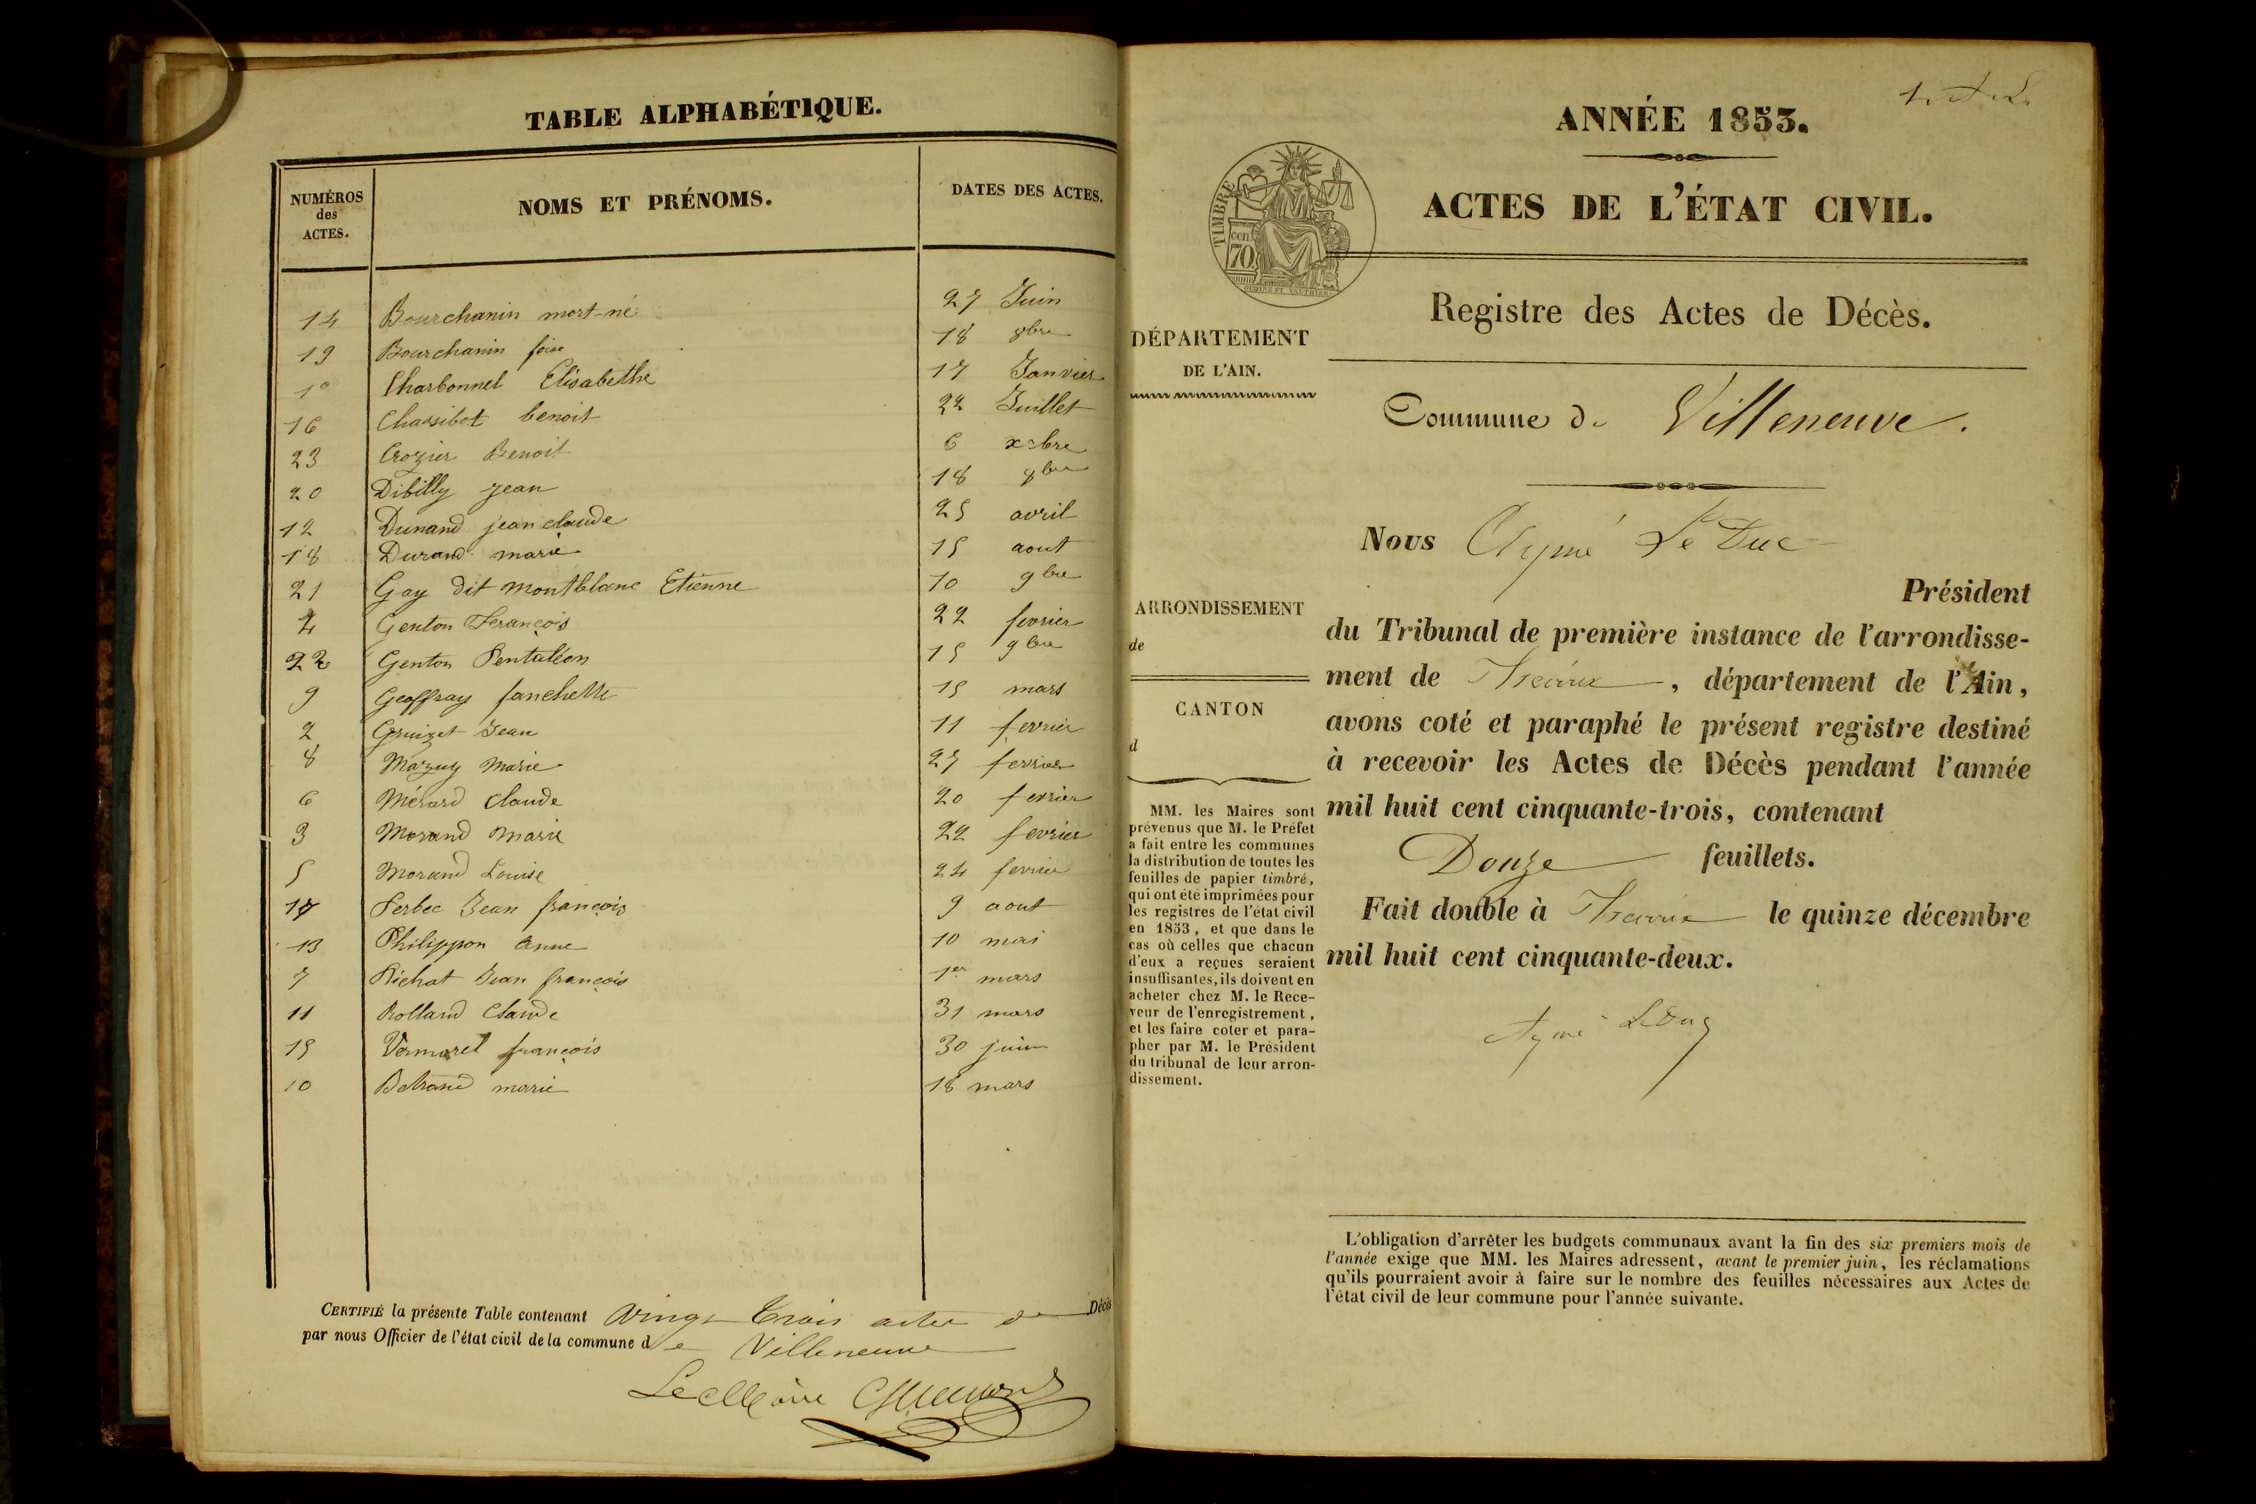 TABLE ALPHABÉTIQUE.
NUMÉROS des ACTES. NOMS ET PRÉNOMS. DATES DES ACTES.
14 Bourchanin mort-né 27 Juin
19 Bourchanin 18 8bre
1o Charbonnel Elisabethe 17 Janvier
16 Chassibot benoit 22 Juillet
23 Crozier Benoit 6 xbre
20 Dibilly jean 18 8bre
12 Dunand jean claude 25 avril
18 Durand marie 15 aout
21 Gay dit montblanc Etienne 10 9bre
4 Genton François 22 fevrier
22 Genton Pentaléon 15 9bre
9 Geoffray fanchette 15 mars
2 Gruizet Jean 11 fevrier
8 Mazuy Marie 27 fevrier
6 Mérard Claude 20 fevrier
3 Morand Marie 22 fevrier
5 Morand Louise 24 fevrier
17 Perbec Jean françois 9 aout
13 Philippon Anne 10 mai
7 Richat Jean françois 1er mars
11 Rolland Claude 31 mars
15 Vermorel françois 30 juin
10 Betrand marie 18 mars
CERTIFIÉ la présente Table contenant vingt trois actes de Décès
par nous Officier de l'état civil de la commune de Villeneuve
Le Maire
1. A. L.
ANNÉE 1853.
ACTES DE L'ÉTAT CIVIL.
TIMBRE
cen
70
Registre des Actes de Décès.
DÉPARTEMENT
DE L'AIN.
Commune de Villeneuve.
Nous Aymé Le Duc
Président
du Tribunal de première instance de l'arrondisse-
ment de Trévoux, département de l'Ain,
avons coté et paraphé le présent registre destiné
à recevoir les Actes de Décès pendant l'année
mil huit cent cinquante-trois, contenant
Douze feuillets.
Fait double à Trévoux le quinze décembre
mil huit cent cinquante-deux.
Aymé LeDuc
ARRONDISSEMENT
de
CANTON
d
MM. les Maires sont
prévenus que M. le Préfet
a fait entre les communes
la distribution de toutes les
feuilles de papier timbré,
qui ont été imprimées pour
les registres de l'état civil
en 1853, et que dans le
cas où celles que chacun
d'eux a reçues seraient
insuffisantes, ils doivent en
acheter chez M. le Rece-
veur de l'enregistrement,
et les faire coter et para-
pher par M. le Président
du tribunal de leur arron-
dissement.
L'obligation d'arrêter les budgets communaux avant la fin des six premiers mois de
l'année exige que MM. les Maires adressent, avant le premier juin, les réclamations
qu'ils pourraient avoir à faire sur le nombre des feuilles nécessaires aux Actes de
l'état civil de leur commune pour l'année suivante.